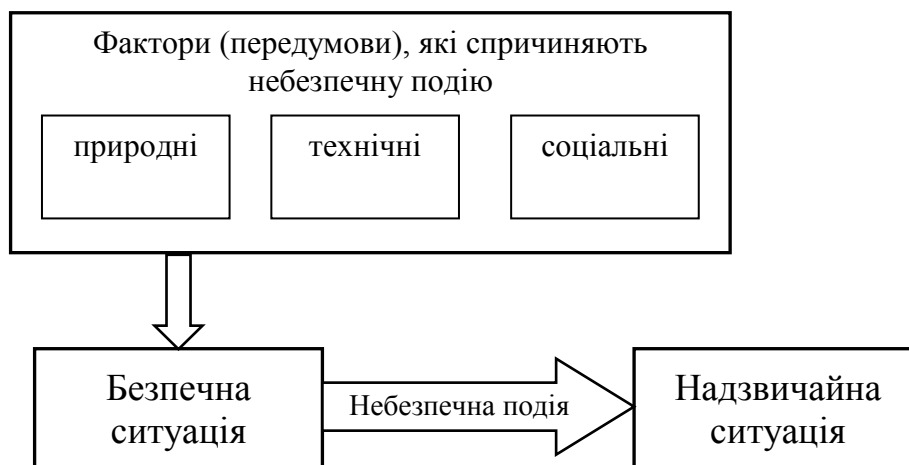 Фактори (передумови), які спричиняють
небезпечну подію
природні
технічні
соціальні
Безпечна
ситуація
Небезпечна подія
Надзвичайна
ситуація